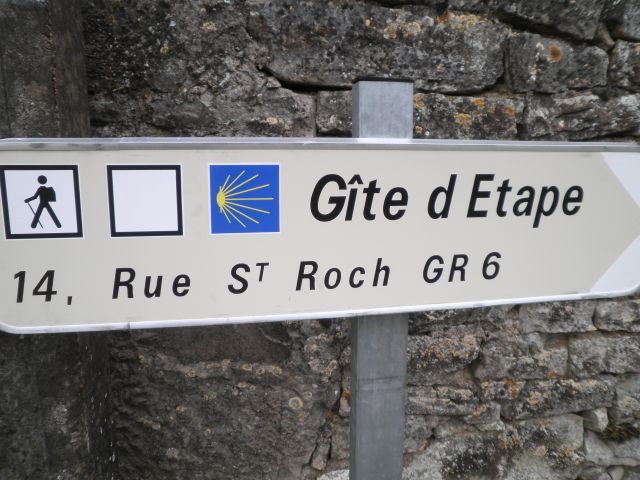 Gîte d Etape
14, Rue Sᵀ Roch GR 6